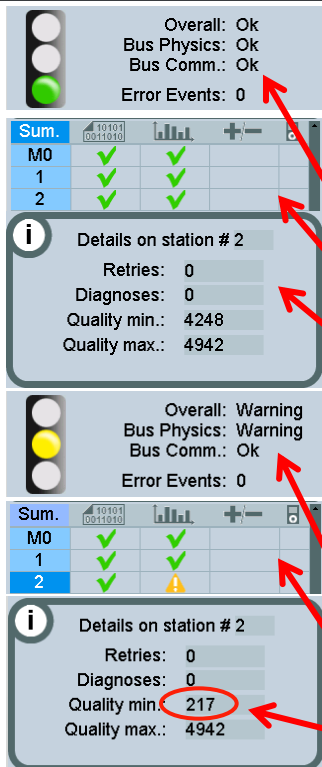 Overall: Ok
Bus Physics: Ok
Bus Comm.: Ok
Error Events: 0
Sum. 10101 0011010
M0
1
2
i
Details on station # 2
Retries: 0
Diagnoses: 0
Quality min.: 4248
Quality max.: 4942
Overall: Warning
Bus Physics: Warning
Bus Comm.: Ok
Error Events: 0
Sum. 10101 0011010
M0
1
2
i
Details on station # 2
Retries: 0
Diagnoses: 0
Quality min.: 217
Quality max.: 4942